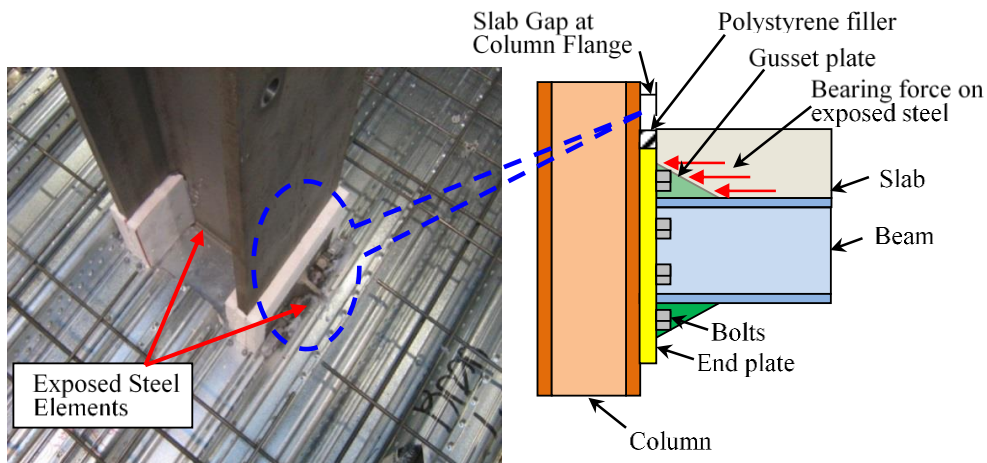 Slab Gap at
Column Flange
Polystyrene filler
Gusset plate
Bearing force on
exposed steel
Slab
Beam
Bolts
End plate
Column
Exposed Steel
Elements